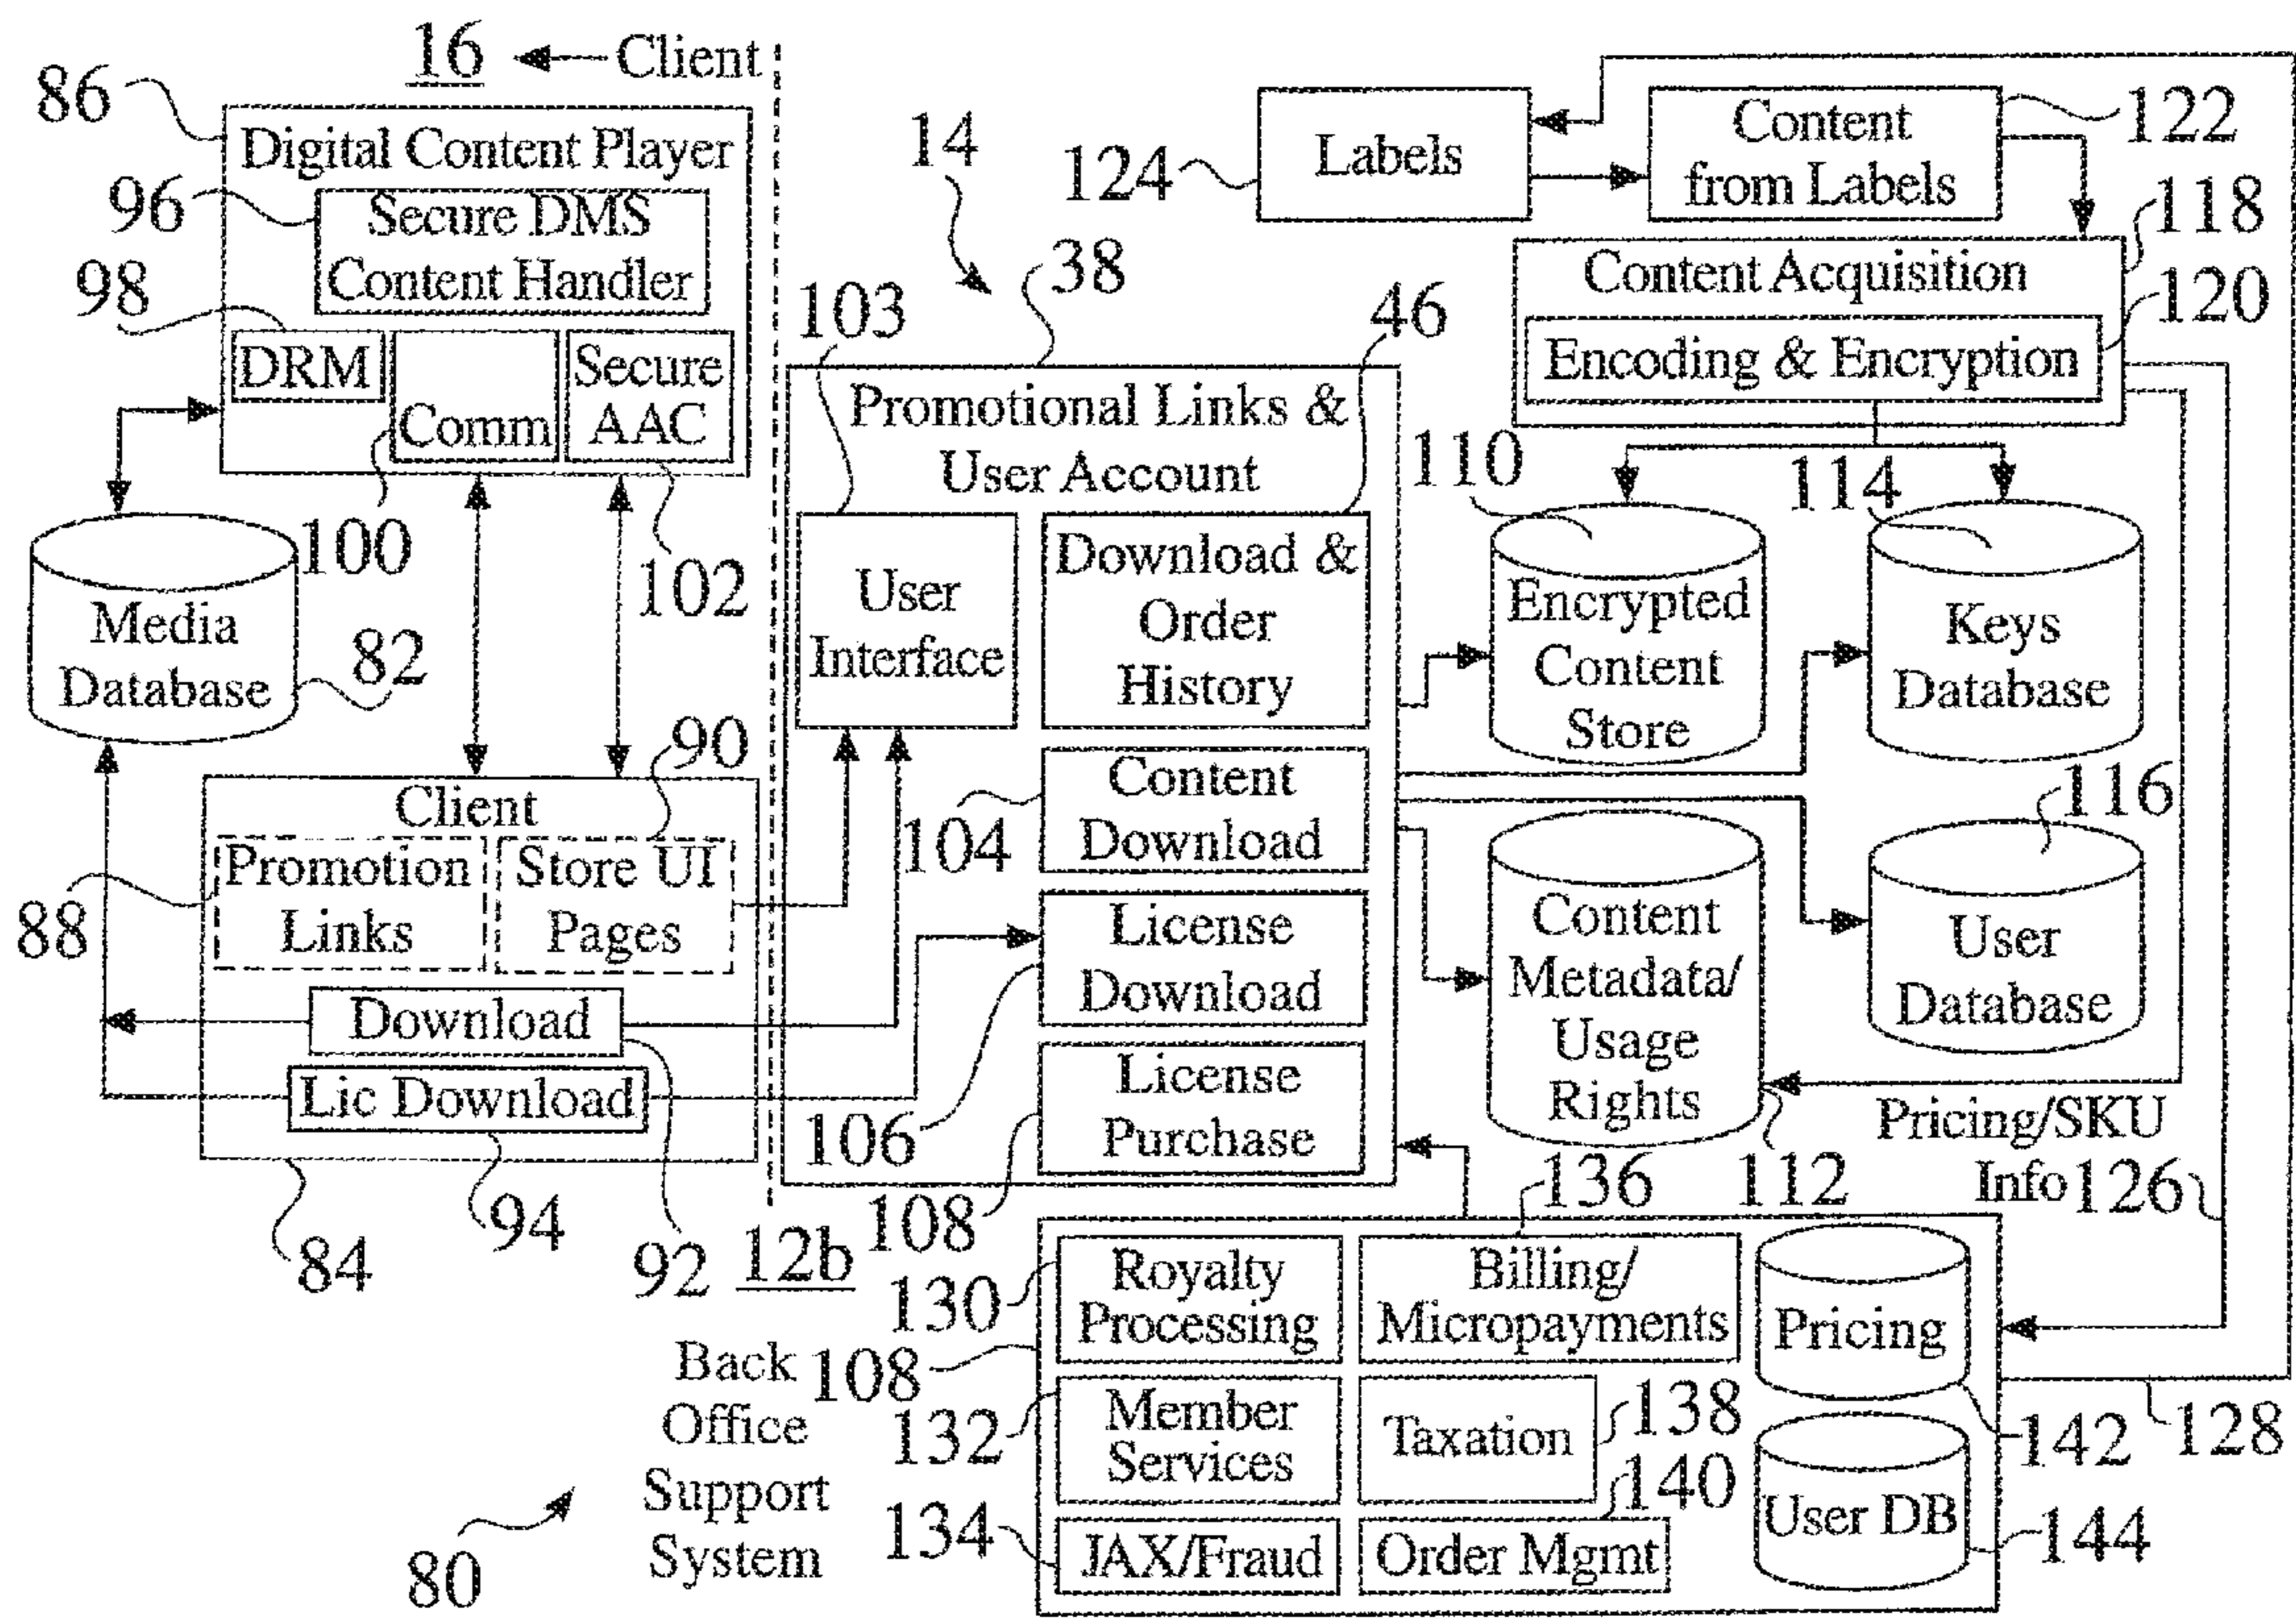 16
Client
86
Digital Content Player
96
Secure DMS
Content Handler
98
DRM
Comm
Secure
AAC
100
102
Media
Database
82
90
Client
Promotion
Links
Store UI
Pages
88
Download
Lic Download
94
92
84
12b
14
38
103
46
Promotional Links &
User Account
User
Interface
Download &
Order
History
Content
Download
104
License
Download
106
License
Purchase
108
124
Labels
Content
from Labels
122
118
Content Acquisition
120
Encoding & Encryption
110
114
Encrypted
Content
Store
Keys
Database
116
Content
Metadata/
Usage
Rights
User
Database
112
Pricing/SKU
Info
126
136
130
Royalty
Processing
Billing/
Micropayments
Pricing
108
132
Member
Services
Taxation
138
142
128
140
134
JAX/Fraud
Order Mgmt
User DB
144
Back
Office
Support
System
80